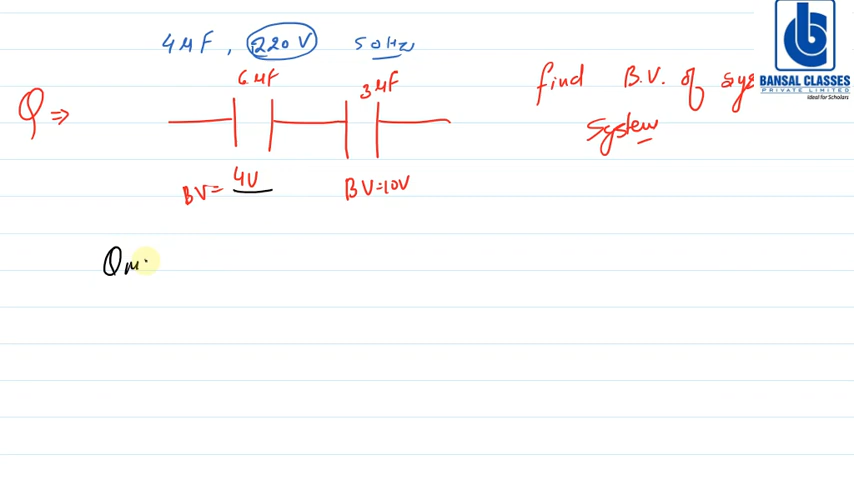 4μF, 220V 50Hz
6μF
3μF
find B.V. of sys
system
Q ⇒
BV= 4V
BV=10V
Qm
BANSAL CLASSES
PRIVATE LIMITED
Ideal for Scholars